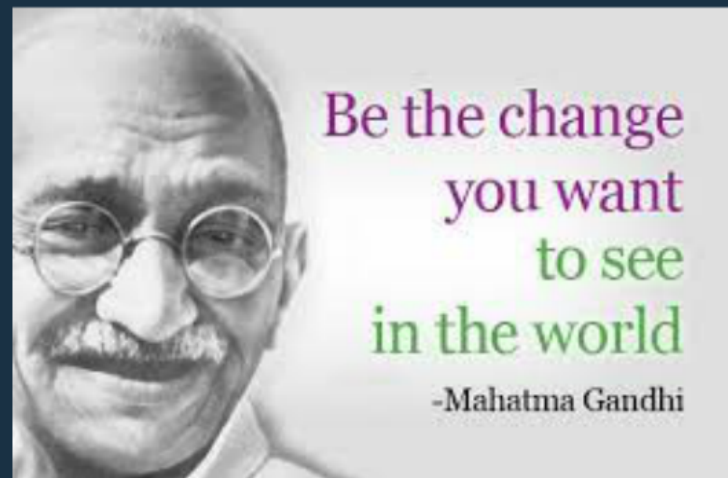 Be the change
you want
to see
in the world
-Mahatma Gandhi